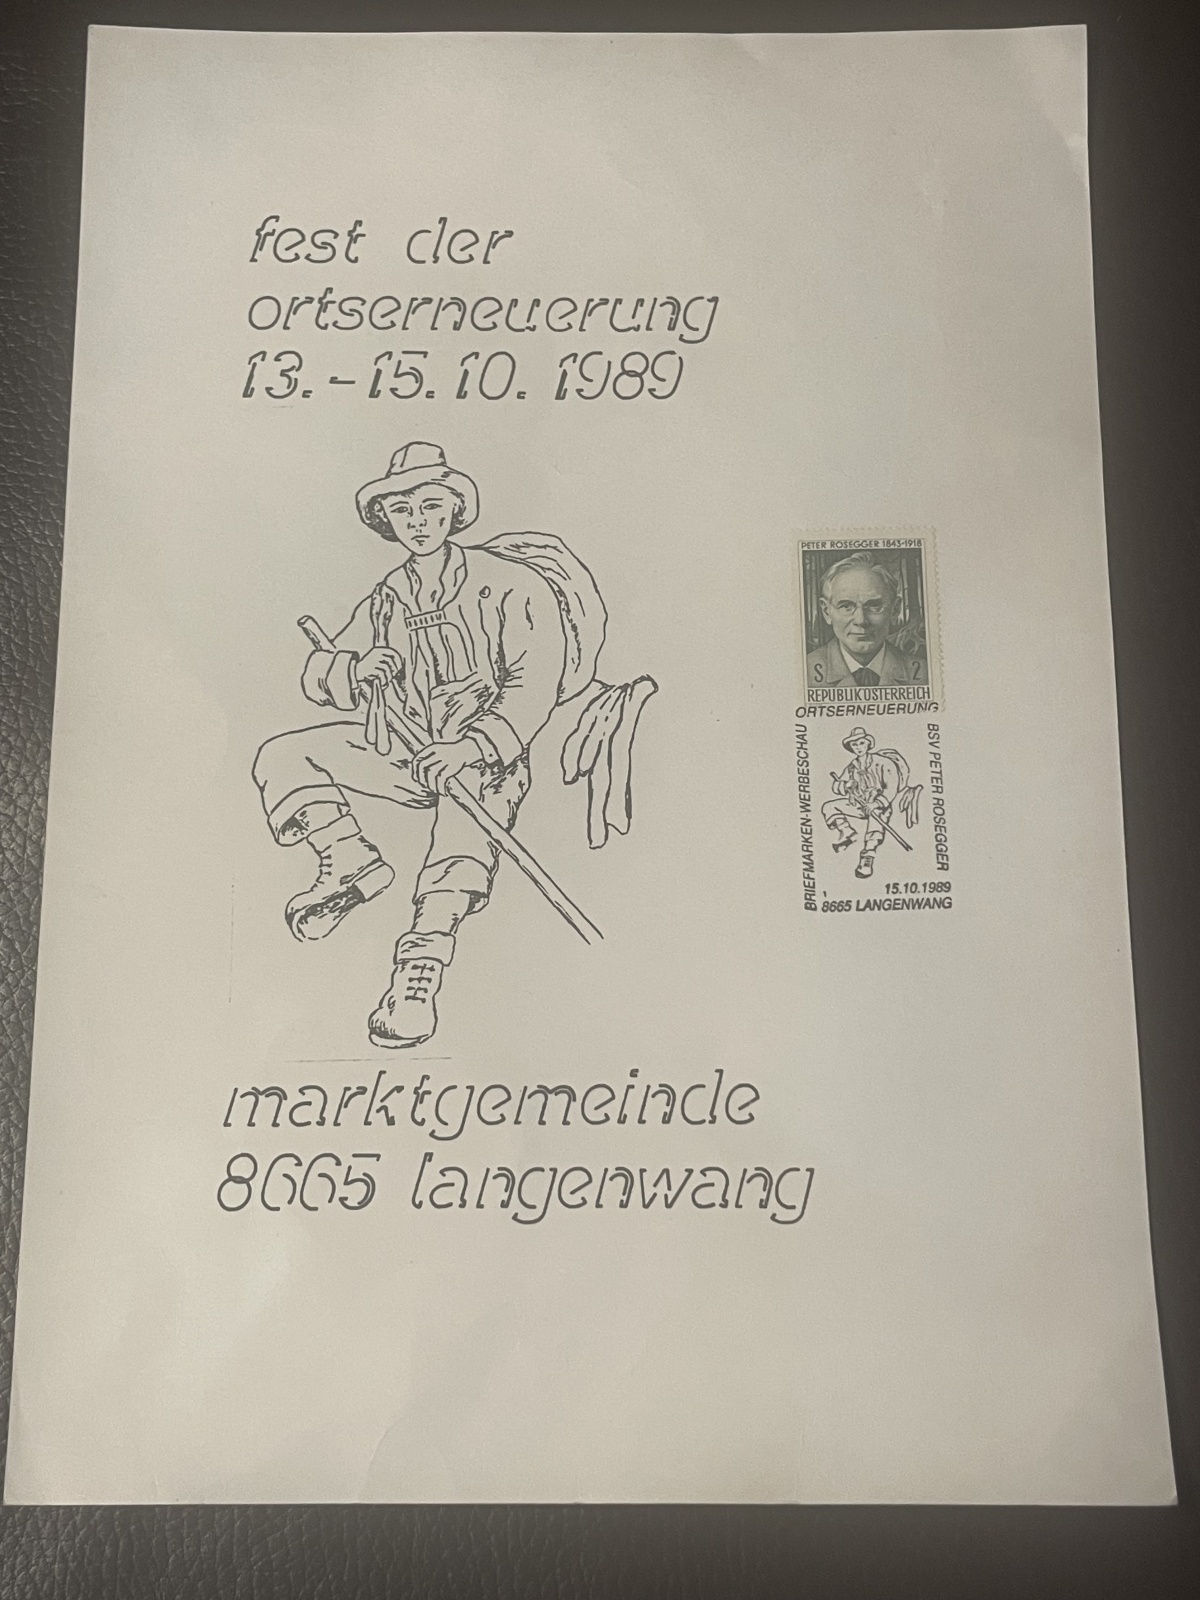 fest der
ortserneuerung
13.-15.10.1989
PETER ROSEGGER 1843-1918
S 2
REPUBLIK ÖSTERREICH
ORTSERNEUERUNG
BRIEFMARKEN-WERBESCHAU
BSV PETER ROSEGGER
15.10.1989
8665 LANGENWANG
marktgemeinde
8665 langenwang